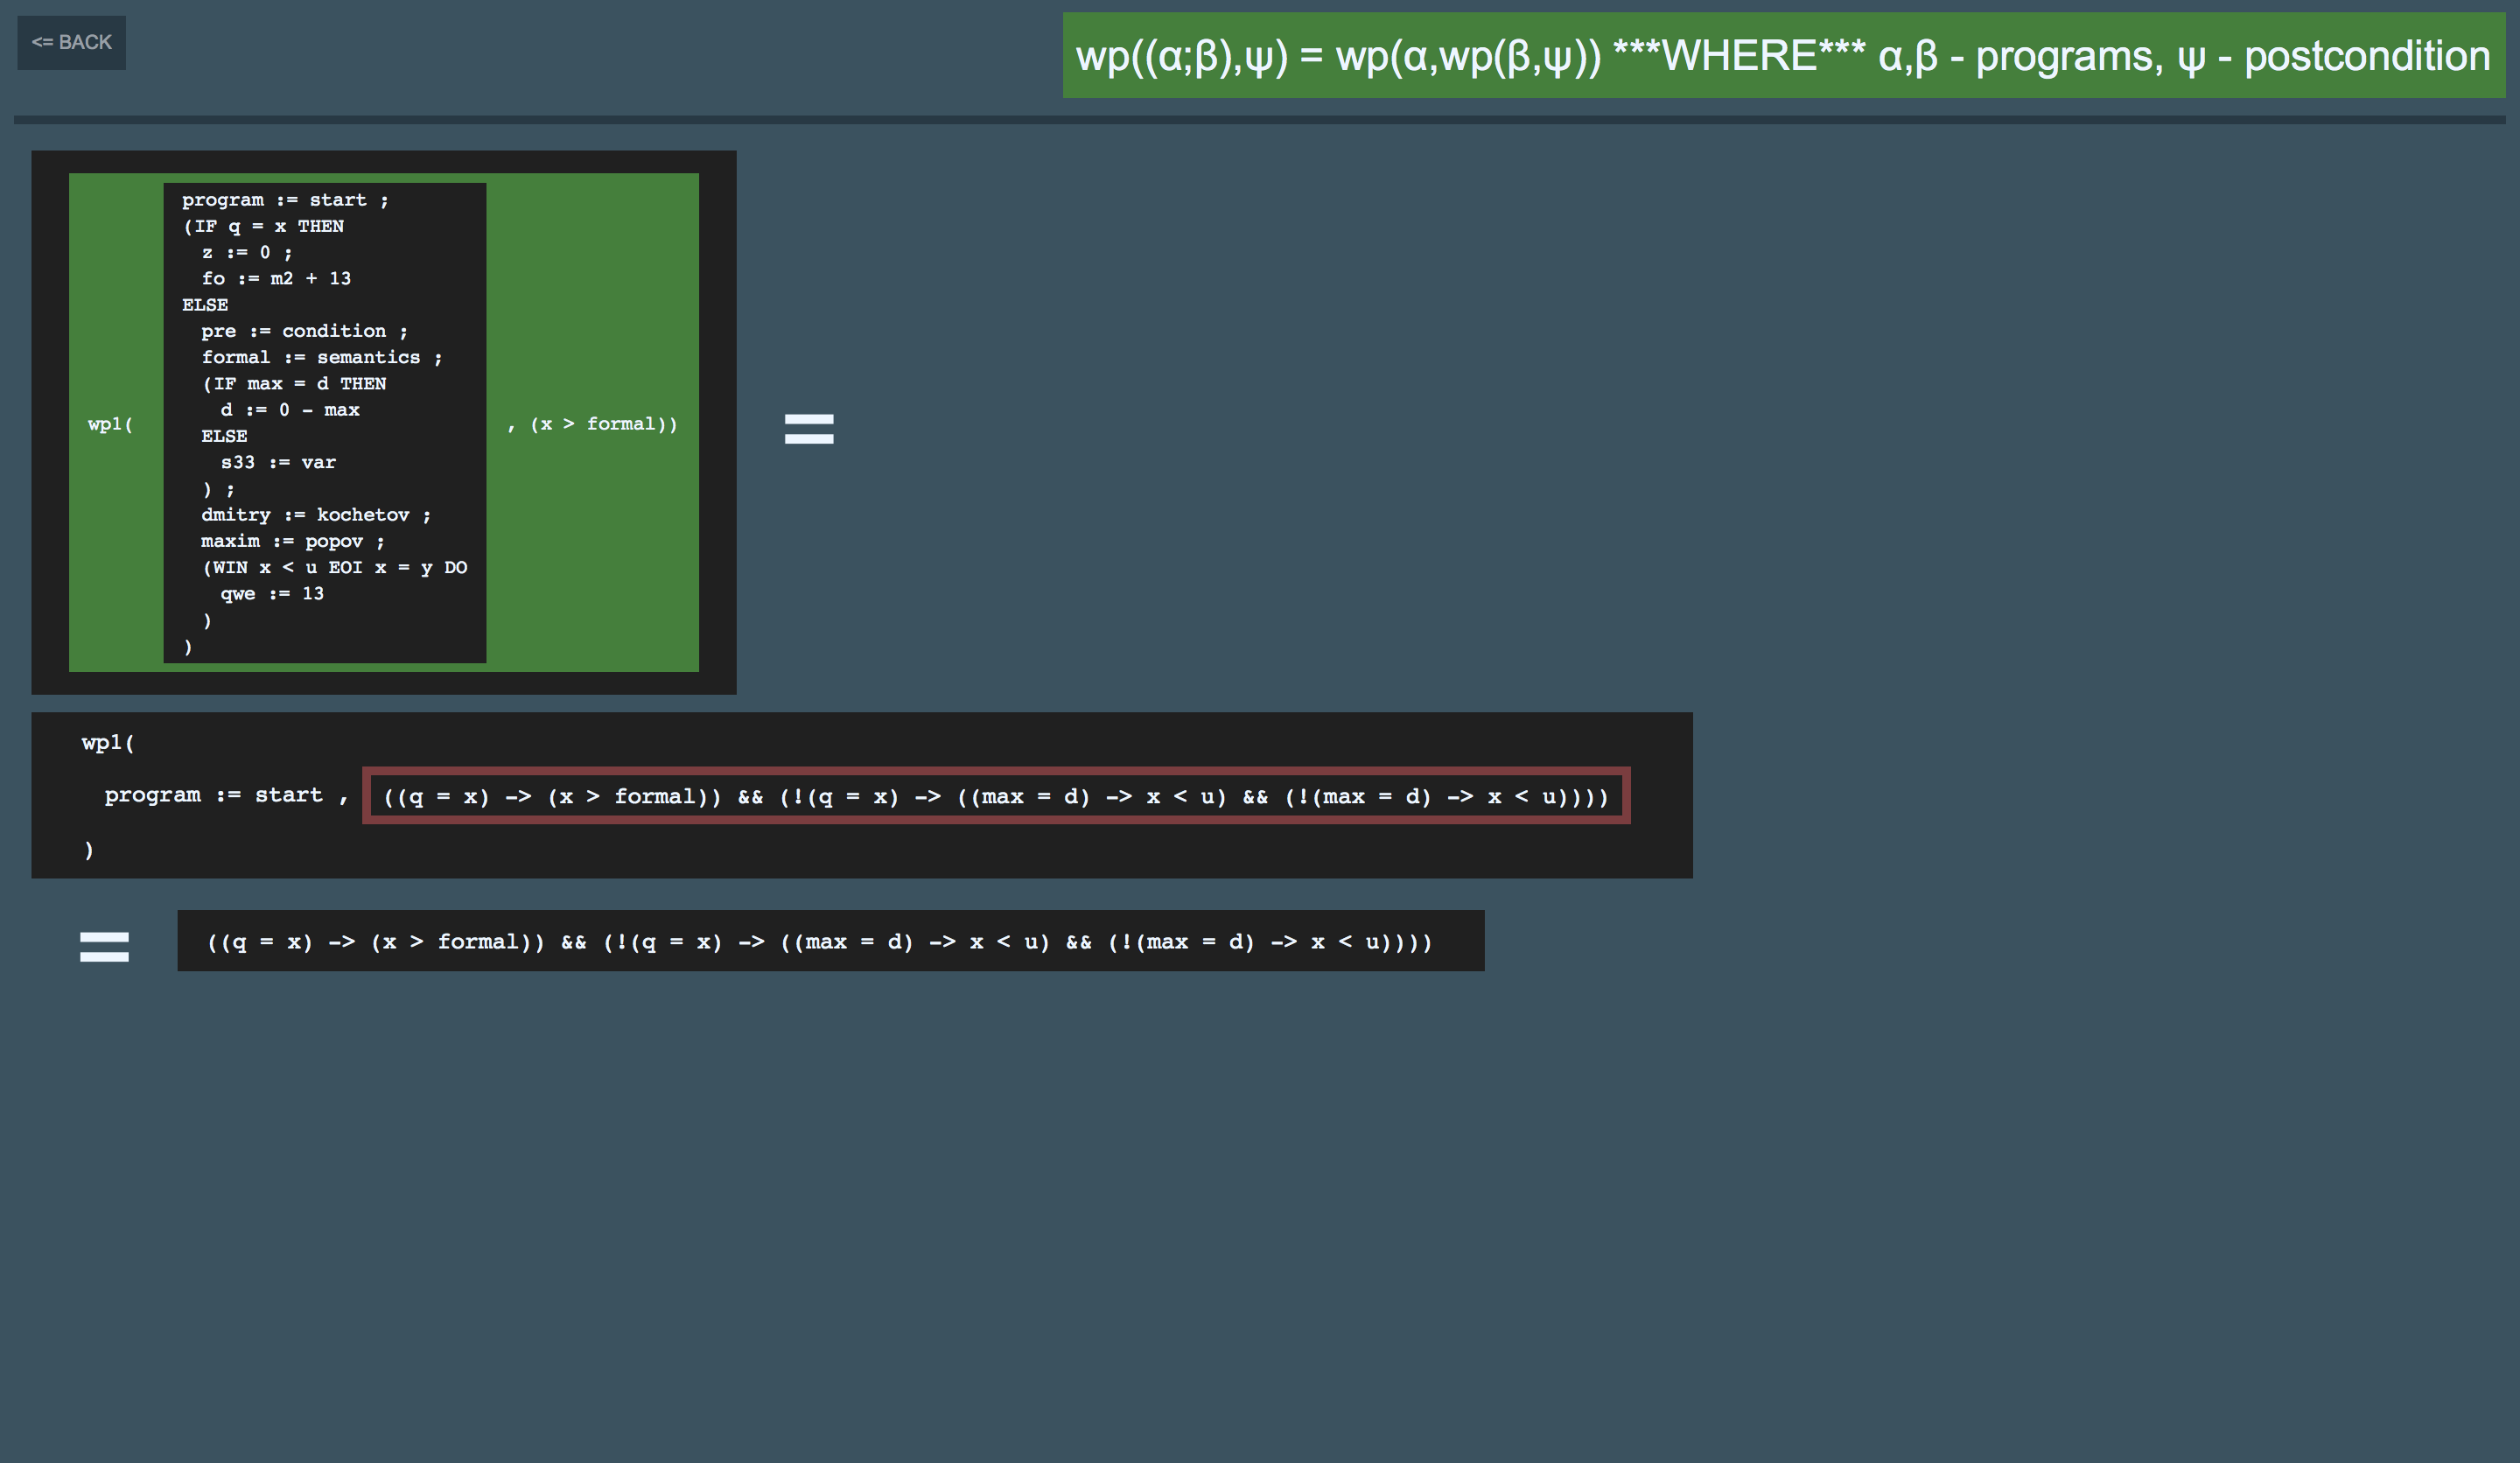 <= BACK
wp((α;β),ψ) = wp(α,wp(β,ψ)) ***WHERE*** α,β - programs, ψ - postcondition
program := start ;
(IF q = x THEN
z := 0 ;
fo := m2 + 13
ELSE
pre := condition ;
formal := semantics ;
(IF max = d THEN
d := 0 - max
wp1(
, (x > formal))
=
ELSE
s33 := var
) ;
dmitry := kochetov ;
maxim := popov ;
(WIN x < u EOI x = y DO
qwe := 13
)
)
wp1(
program := start , ((q = x) -> (x > formal)) && (!(q = x) -> ((max = d) -> x < u) && (!(max = d) -> x < u))))
)
= ((q = x) -> (x > formal)) && (!(q = x) -> ((max = d) -> x < u) && (!(max = d) -> x < u))))